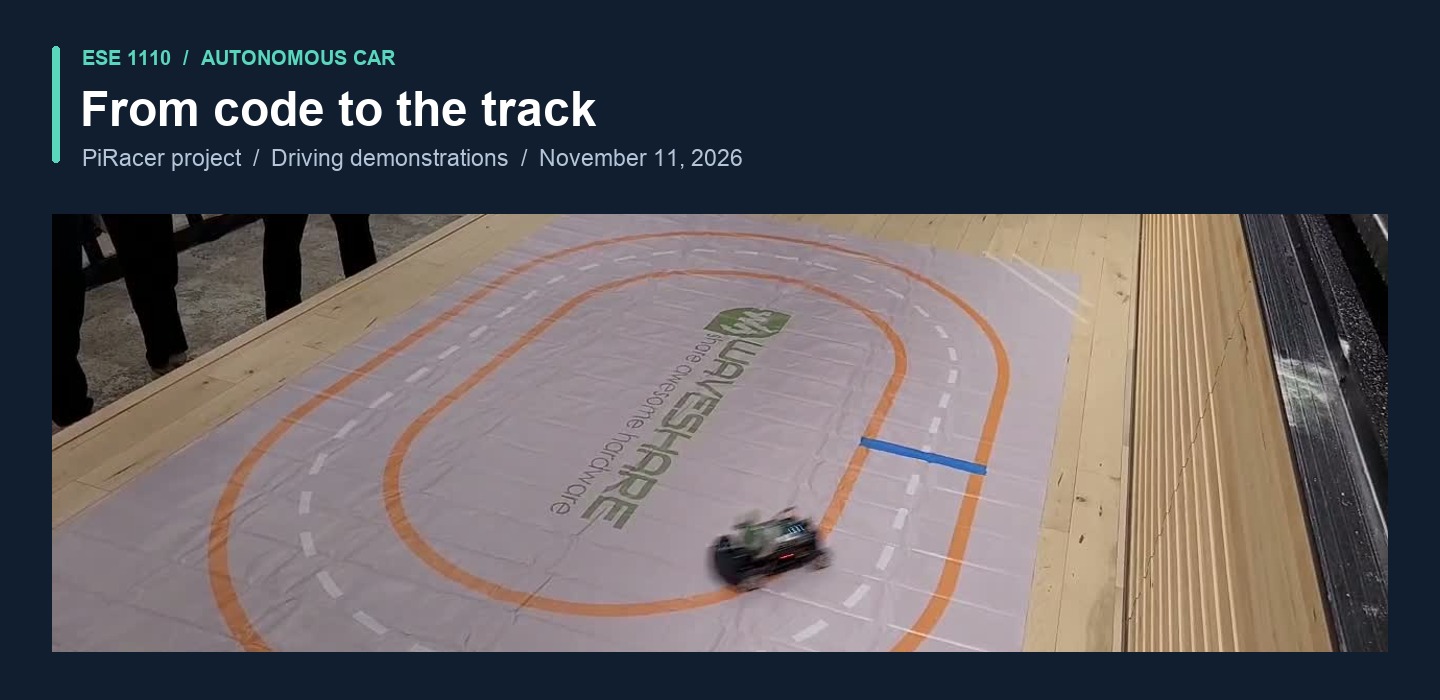 ESE 1110 / AUTONOMOUS CAR
From code to the track
PiRacer project / Driving demonstrations / November 11, 2026
WAVESHARE
share awesome hardware